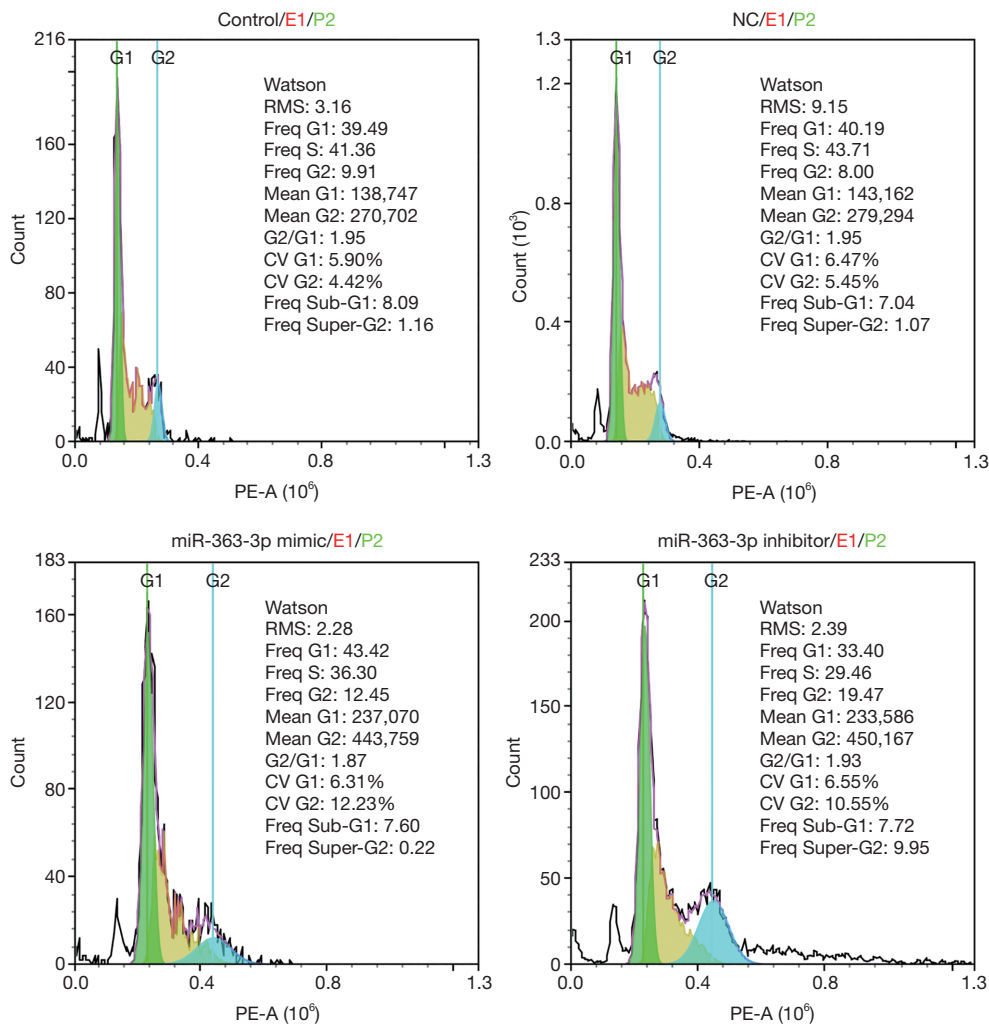 Control/E1/P2
216
160
120
80
40
0
Count
G1 G2
Watson
RMS: 3.16
Freq G1: 39.49
Freq S: 41.36
Freq G2: 9.91
Mean G1: 138,747
Mean G2: 270,702
G2/G1: 1.95
CV G1: 5.90%
CV G2: 4.42%
Freq Sub-G1: 8.09
Freq Super-G2: 1.16
0.0 0.4 0.8 1.3
PE-A (10⁶)
NC/E1/P2
1.3
1.2
0.8
0.4
0.0
Count (10³)
G1 G2
Watson
RMS: 9.15
Freq G1: 40.19
Freq S: 43.71
Freq G2: 8.00
Mean G1: 143,162
Mean G2: 279,294
G2/G1: 1.95
CV G1: 6.47%
CV G2: 5.45%
Freq Sub-G1: 7.04
Freq Super-G2: 1.07
0.0 0.4 0.8 1.3
PE-A (10⁶)
miR-363-3p mimic/E1/P2
183
160
120
80
40
0
Count
G1 G2
Watson
RMS: 2.28
Freq G1: 43.42
Freq S: 36.30
Freq G2: 12.45
Mean G1: 237,070
Mean G2: 443,759
G2/G1: 1.87
CV G1: 6.31%
CV G2: 12.23%
Freq Sub-G1: 7.60
Freq Super-G2: 0.22
0.0 0.4 0.8 1.3
PE-A (10⁶)
miR-363-3p inhibitor/E1/P2
233
200
150
100
50
0
Count
G1 G2
Watson
RMS: 2.39
Freq G1: 33.40
Freq S: 29.46
Freq G2: 19.47
Mean G1: 233,586
Mean G2: 450,167
G2/G1: 1.93
CV G1: 6.55%
CV G2: 10.55%
Freq Sub-G1: 7.72
Freq Super-G2: 9.95
0.0 0.4 0.8 1.3
PE-A (10⁶)